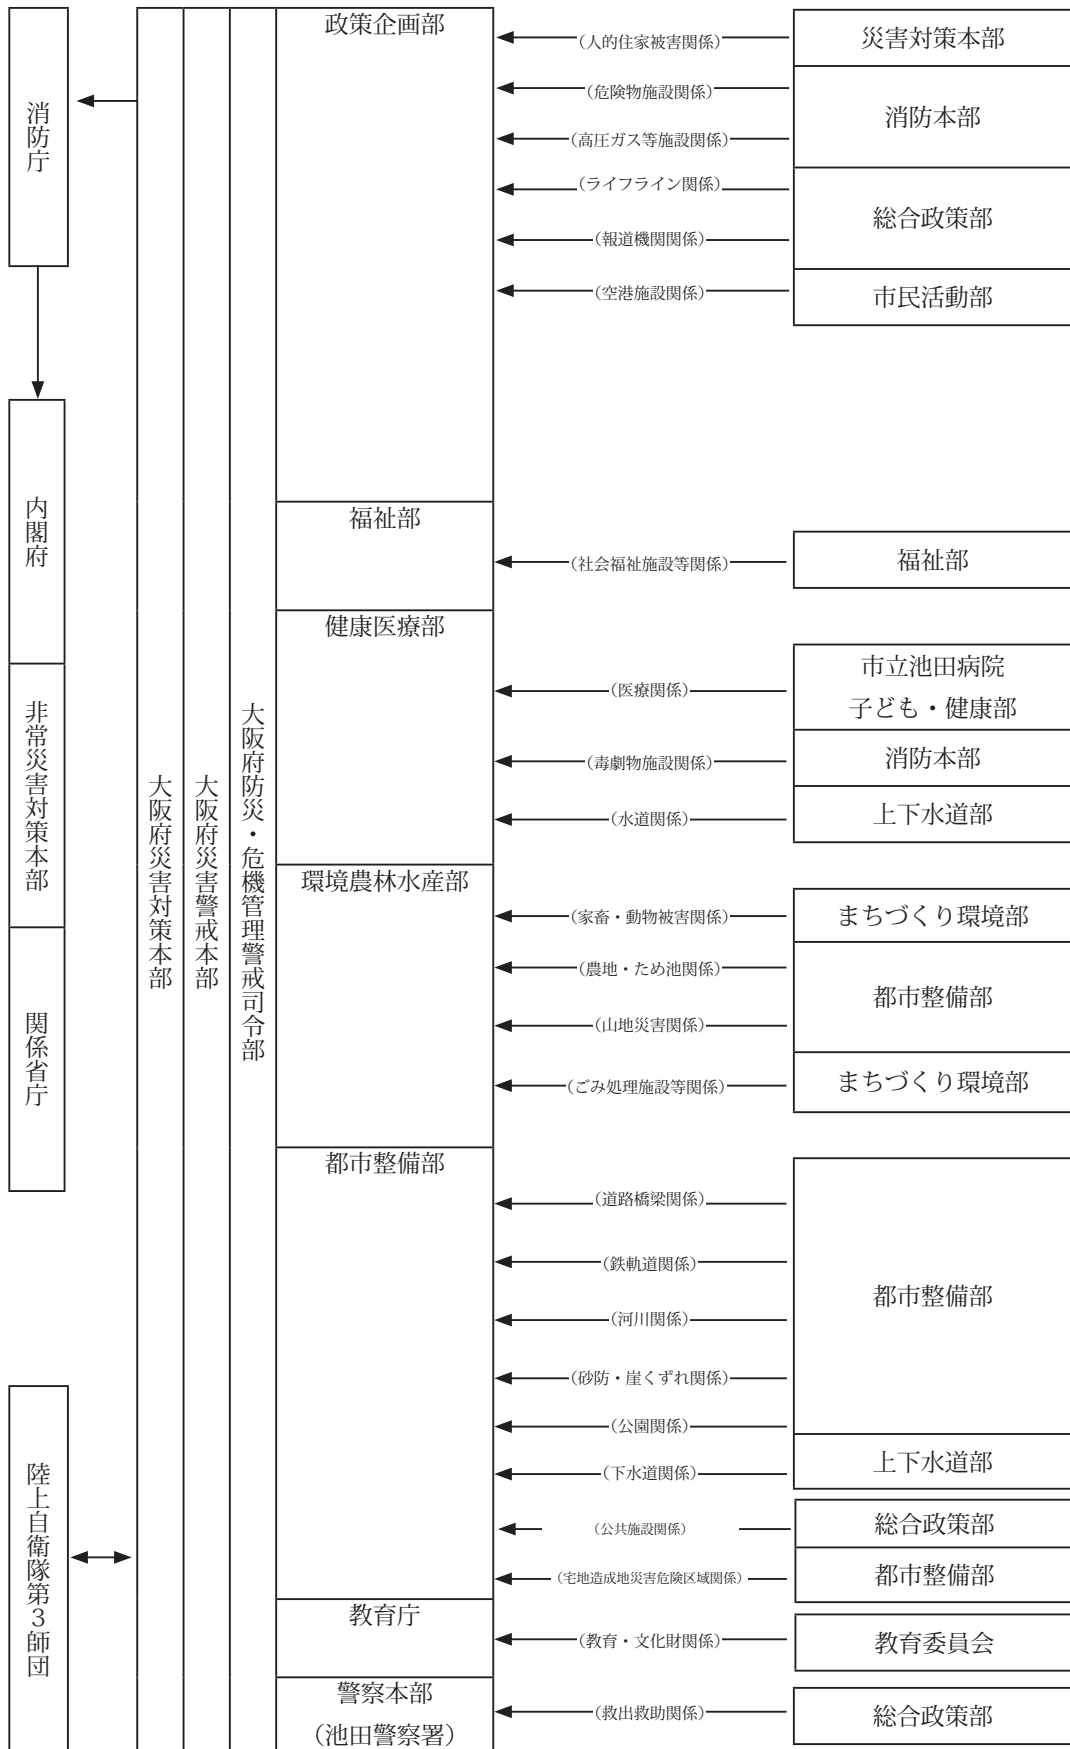 消防庁
内閣府
非常災害対策本部
関係省庁
陸上自衛隊第３師団
大阪府災害対策本部
大阪府災害警戒本部
大阪府防災・危機管理警戒司令部
政策企画部
（人的住家被害関係）
災害対策本部
（危険物施設関係）
（高圧ガス等施設関係）
消防本部
（ライフライン関係）
（報道機関関係）
総合政策部
（空港施設関係）
市民活動部
福祉部
（社会福祉施設等関係）
福祉部
健康医療部
（医療関係）
市立池田病院
子ども・健康部
（毒劇物施設関係）
消防本部
（水道関係）
上下水道部
環境農林水産部
（家畜・動物被害関係）
まちづくり環境部
（農地・ため池関係）
（山地災害関係）
都市整備部
（ごみ処理施設等関係）
まちづくり環境部
都市整備部
（道路橋梁関係）
（鉄軌道関係）
（河川関係）
（砂防・崖くずれ関係）
（公園関係）
都市整備部
（下水道関係）
上下水道部
（公共施設関係）
総合政策部
（宅地造成地災害危険区域関係）
都市整備部
教育庁
（教育・文化財関係）
教育委員会
警察本部
（池田警察署）
（救出救助関係）
総合政策部